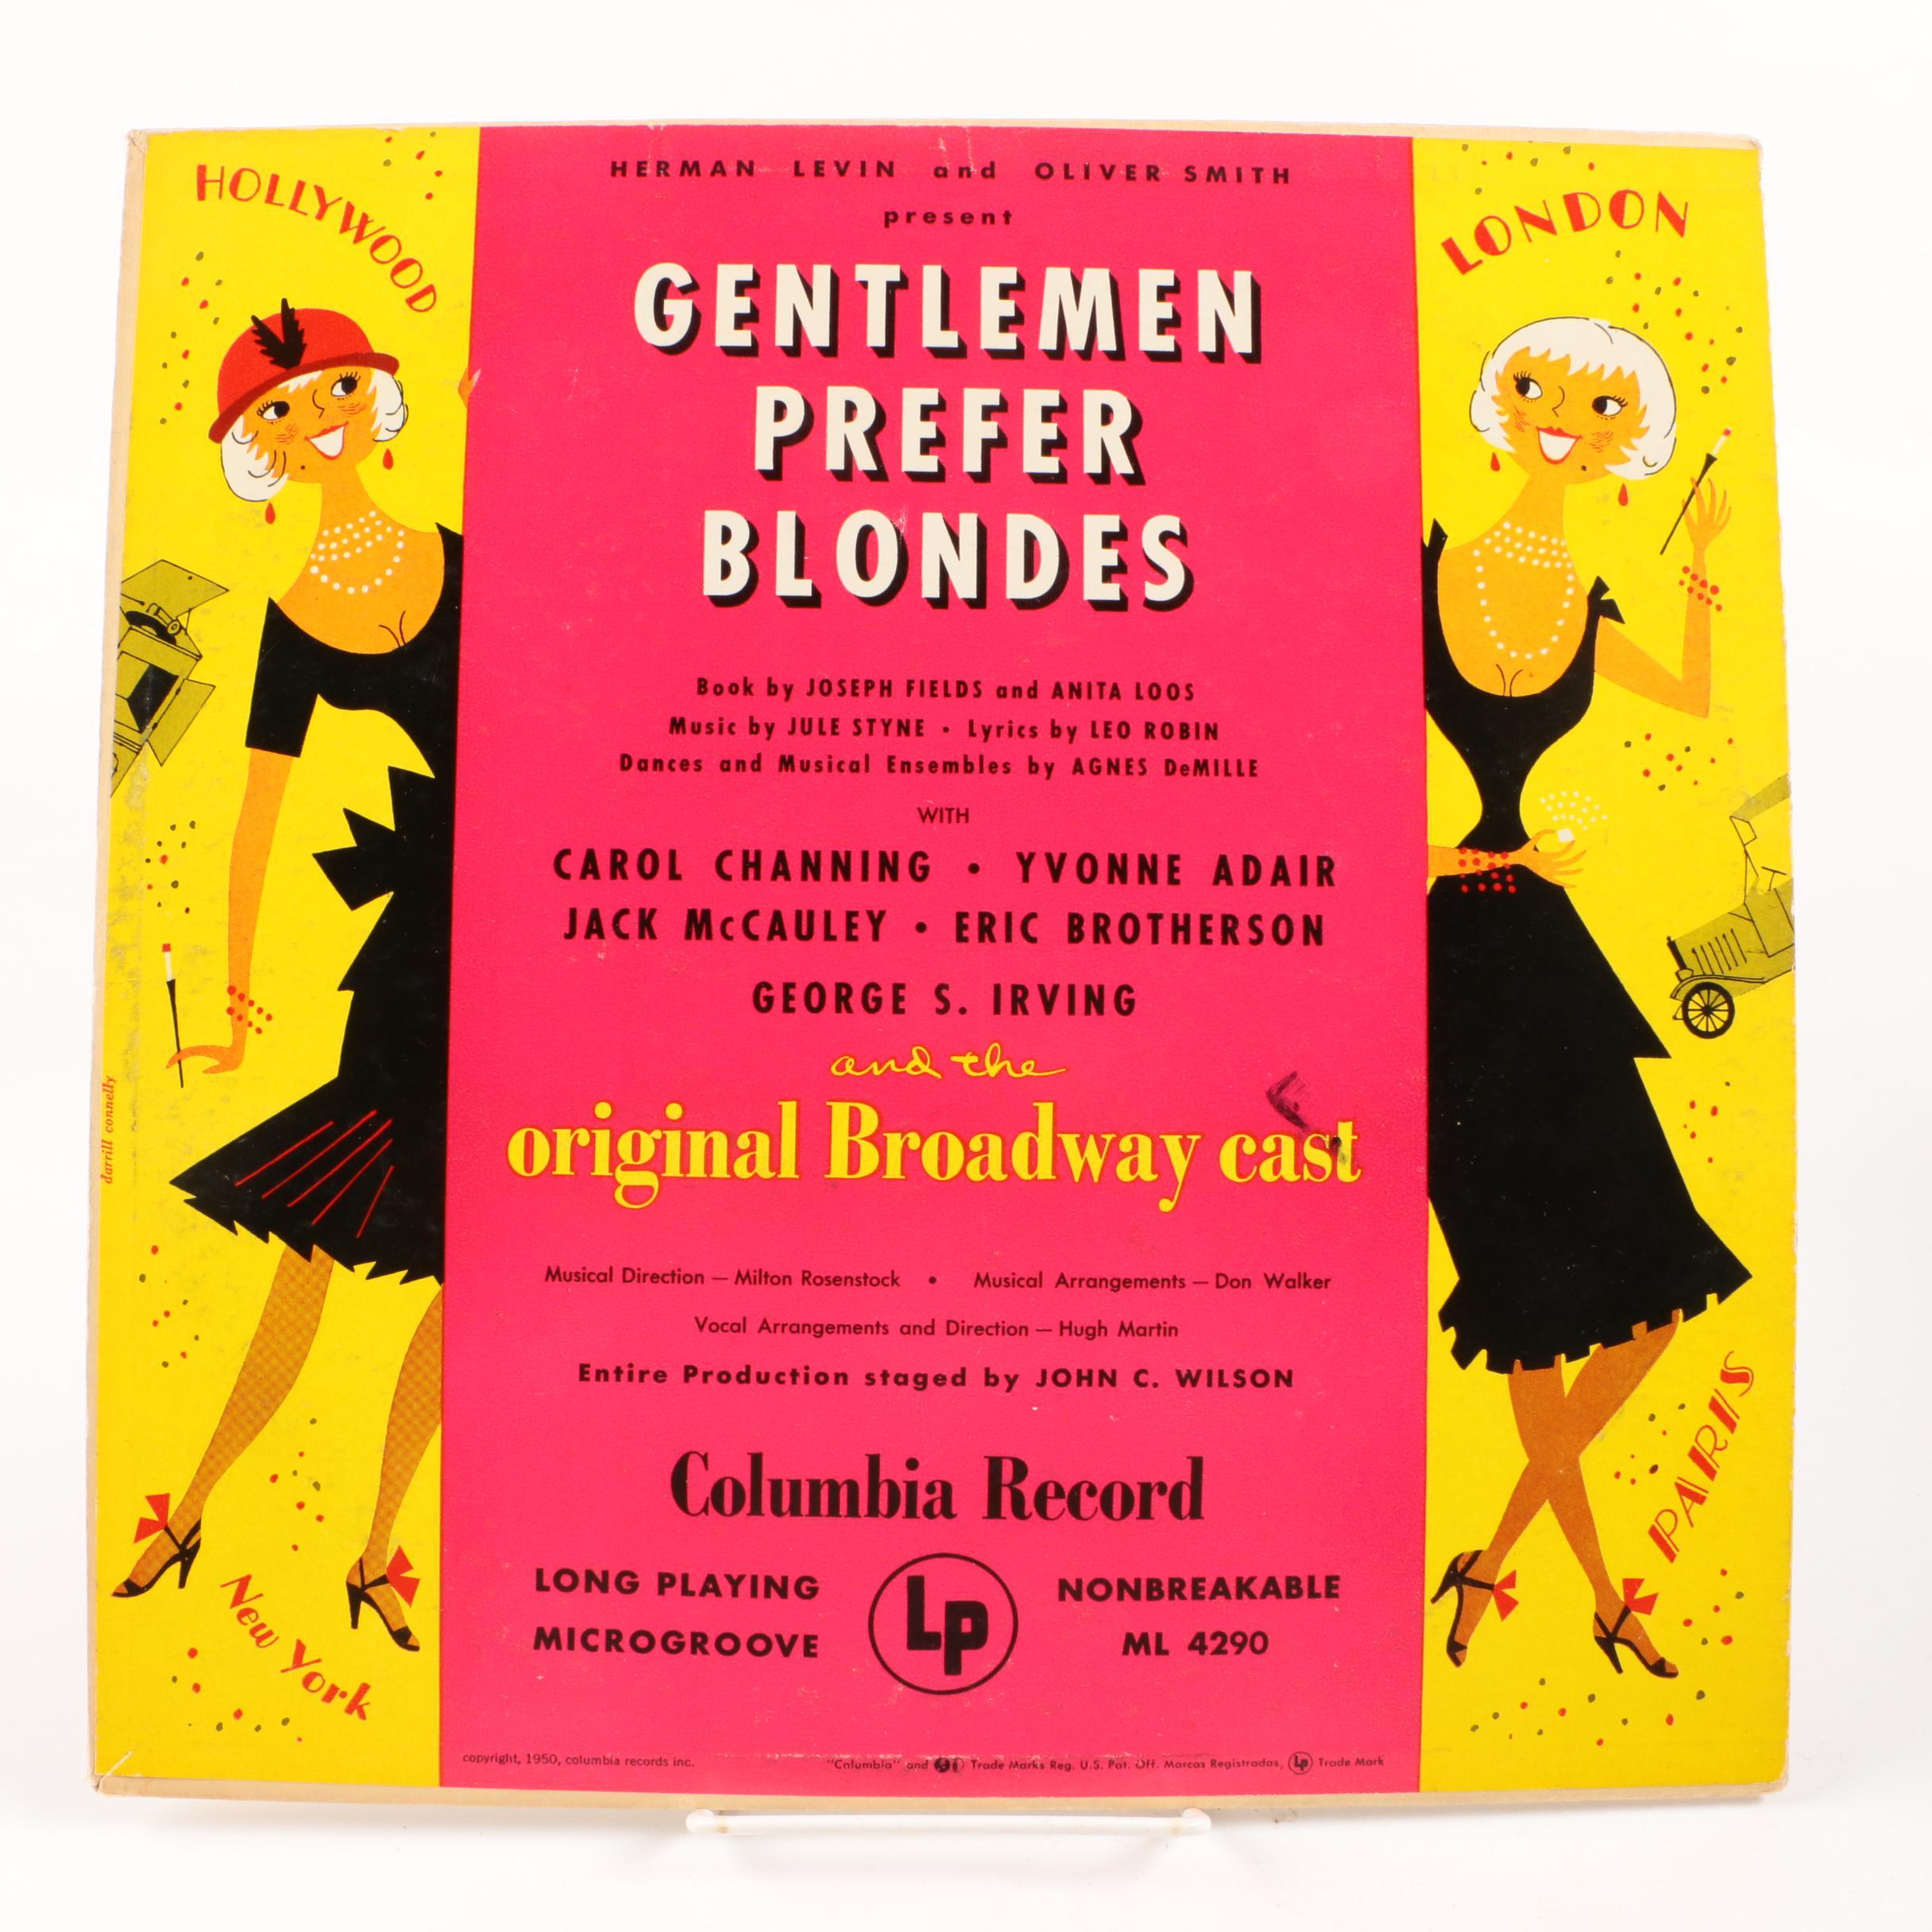 HOLLYWOOD
HERMAN LEVIN and OLIVER SMITH
present
LONDON
GENTLEMEN
PREFER
BLONDES
Book by JOSEPH FIELDS and ANITA LOOS
Music by JULE STYNE • Lyrics by LEO ROBIN
Dances and Musical Ensembles by AGNES DeMILLE
WITH
CAROL CHANNING • YVONNE ADAIR
JACK McCAULEY • ERIC BROTHERSON
GEORGE S. IRVING
and the
original Broadway cast
darrill connelly
Musical Direction — Milton Rosenstock • Musical Arrangements — Don Walker
Vocal Arrangements and Direction — Hugh Martin
Entire Production staged by JOHN C. WILSON
PARIS
Columbia Record
LONG PLAYING
MICROGROOVE
LP
NONBREAKABLE
ML 4290
New York
copyright, 1950, columbia records inc.
"Columbia" and Trade Marks Reg. U.S. Pat. Off. Marcas Registradas, LP Trade Mark